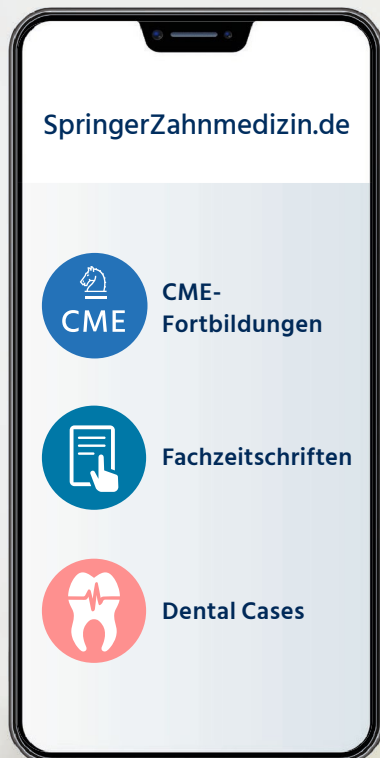 SpringerZahnmedizin.de
CME
CME-
Fortbildungen
Fachzeitschriften
Dental Cases